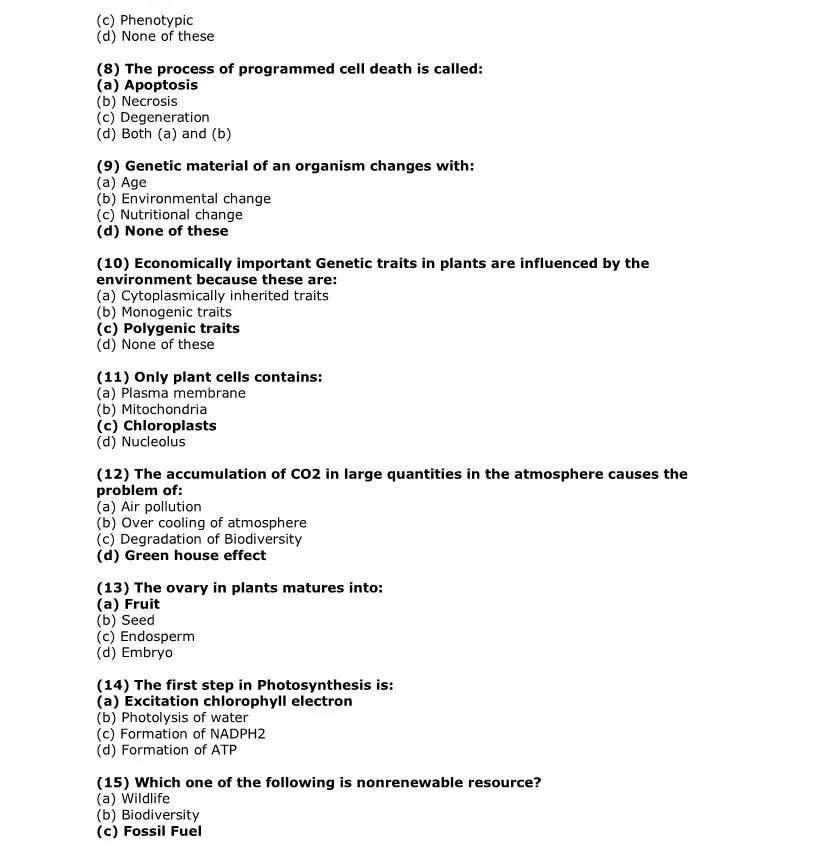 (c) Phenotypic
(d) None of these
(8) The process of programmed cell death is called:
(a) Apoptosis
(b) Necrosis
(c) Degeneration
(d) Both (a) and (b)
(9) Genetic material of an organism changes with:
(a) Age
(b) Environmental change
(c) Nutritional change
(d) None of these
(10) Economically important Genetic traits in plants are influenced by the
environment because these are:
(a) Cytoplasmically inherited traits
(b) Monogenic traits
(c) Polygenic traits
(d) None of these
(11) Only plant cells contains:
(a) Plasma membrane
(b) Mitochondria
(c) Chloroplasts
(d) Nucleolus
(12) The accumulation of CO2 in large quantities in the atmosphere causes the
problem of:
(a) Air pollution
(b) Over cooling of atmosphere
(c) Degradation of Biodiversity
(d) Green house effect
(13) The ovary in plants matures into:
(a) Fruit
(b) Seed
(c) Endosperm
(d) Embryo
(14) The first step in Photosynthesis is:
(a) Excitation chlorophyll electron
(b) Photolysis of water
(c) Formation of NADPH2
(d) Formation of ATP
(15) Which one of the following is nonrenewable resource?
(a) Wildlife
(b) Biodiversity
(c) Fossil Fuel